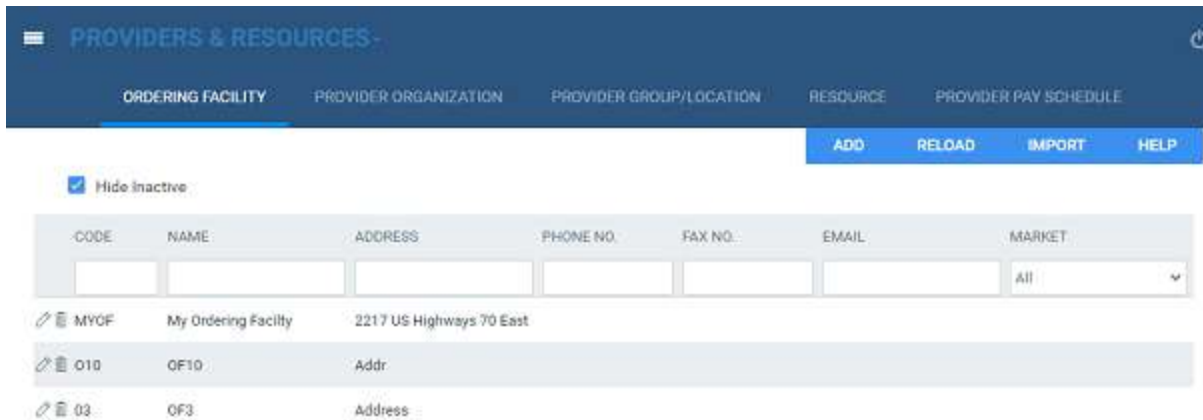 PROVIDERS & RESOURCES-
ORDERING FACILITY PROVIDER ORGANIZATION PROVIDER GROUP/LOCATION RESOURCE PROVIDER PAY SCHEDULE
ADD RELOAD IMPORT HELP
Hide Inactive
CODE NAME ADDRESS PHONE NO. FAX NO. EMAIL MARKET
All
MYOF My Ordering Facilty 2217 US Highways 70 East
O10 OF10 Addr
03 OF3 Address